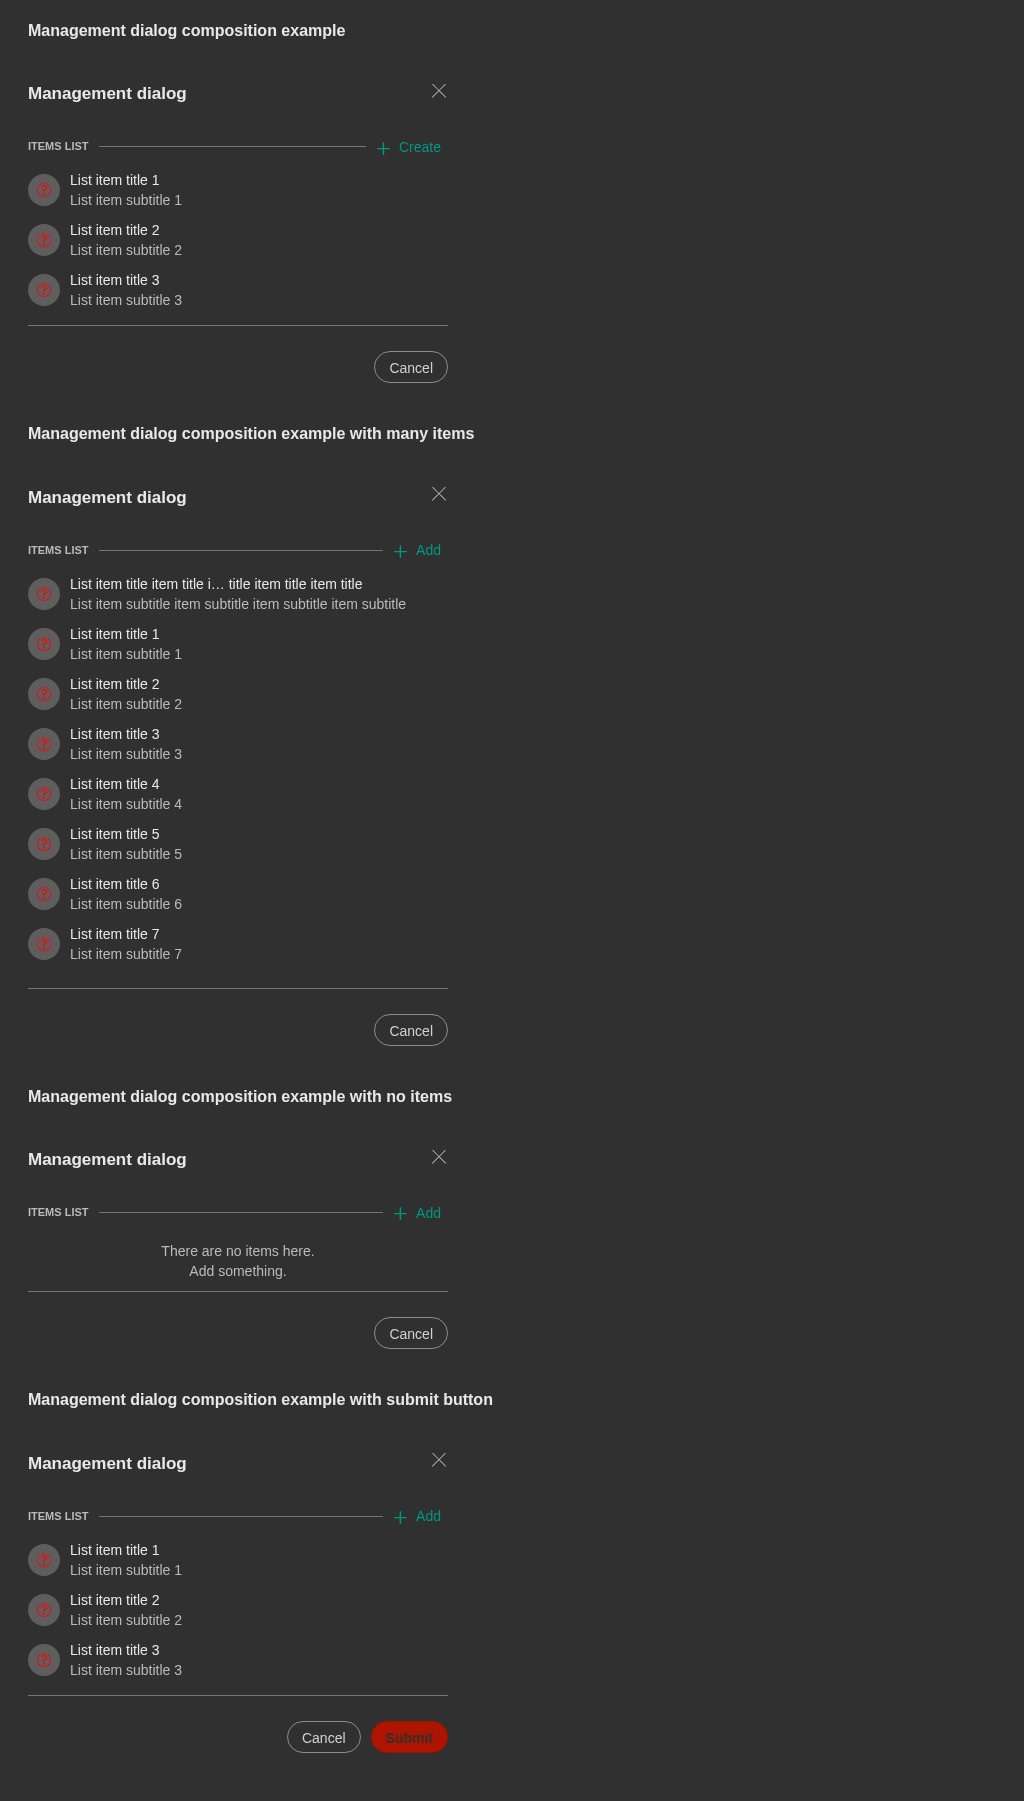 Management dialog composition example
Management dialog
ITEMS LIST
Create
List item title 1
List item subtitle 1
List item title 2
List item subtitle 2
List item title 3
List item subtitle 3
Cancel
Management dialog composition example with many items
Management dialog
ITEMS LIST
Add
List item title item title i… title item title item title
List item subtitle item subtitle item subtitle item subtitle
List item title 1
List item subtitle 1
List item title 2
List item subtitle 2
List item title 3
List item subtitle 3
List item title 4
List item subtitle 4
List item title 5
List item subtitle 5
List item title 6
List item subtitle 6
List item title 7
List item subtitle 7
Cancel
Management dialog composition example with no items
Management dialog
ITEMS LIST
Add
There are no items here.
Add something.
Cancel
Management dialog composition example with submit button
Management dialog
ITEMS LIST
Add
List item title 1
List item subtitle 1
List item title 2
List item subtitle 2
List item title 3
List item subtitle 3
Cancel
Submit